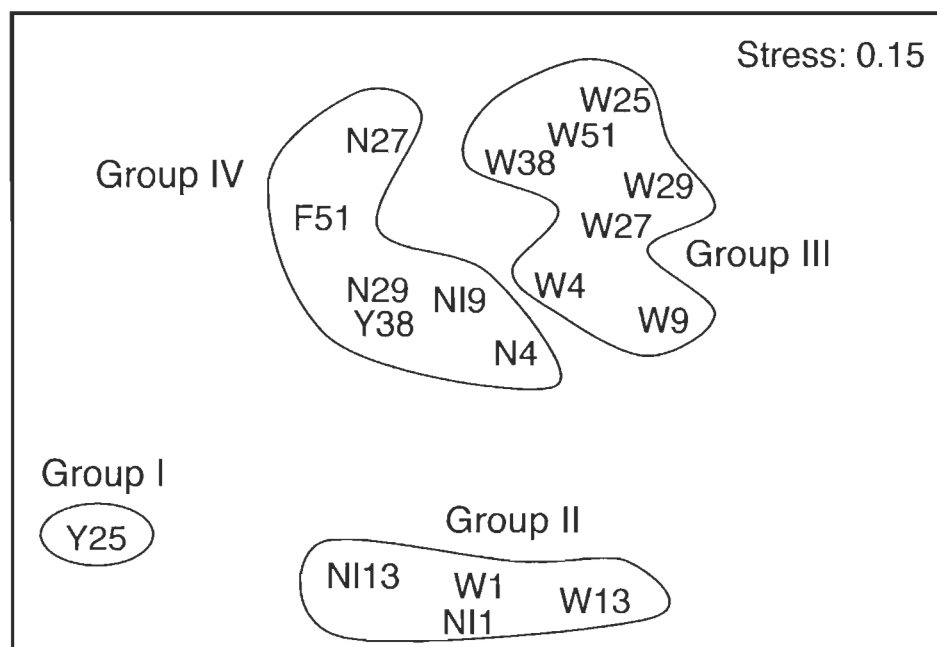 Stress: 0.15
W25
N27
W51
W38
Group IV
W29
F51
W27
Group III
N29
NI9
W4
Y38
W9
N4
Group I
Y25
Group II
NI13
W1
W13
NI1